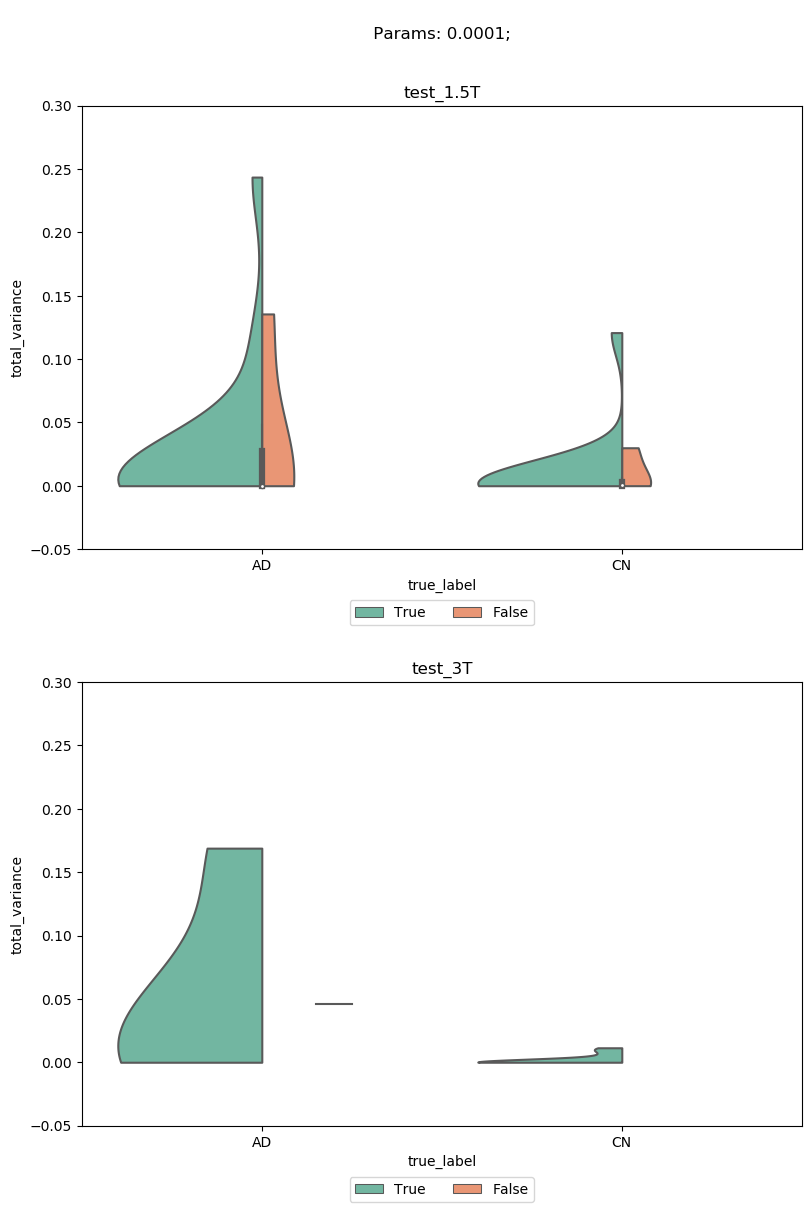 Params: 0.0001;
test_1.5T
0.30
0.25
0.20
0.15
0.10
0.05
0.00
−0.05
total_variance
AD
CN
true_label
True
False
test_3T
0.30
0.25
0.20
0.15
0.10
0.05
0.00
−0.05
total_variance
AD
CN
true_label
True
False